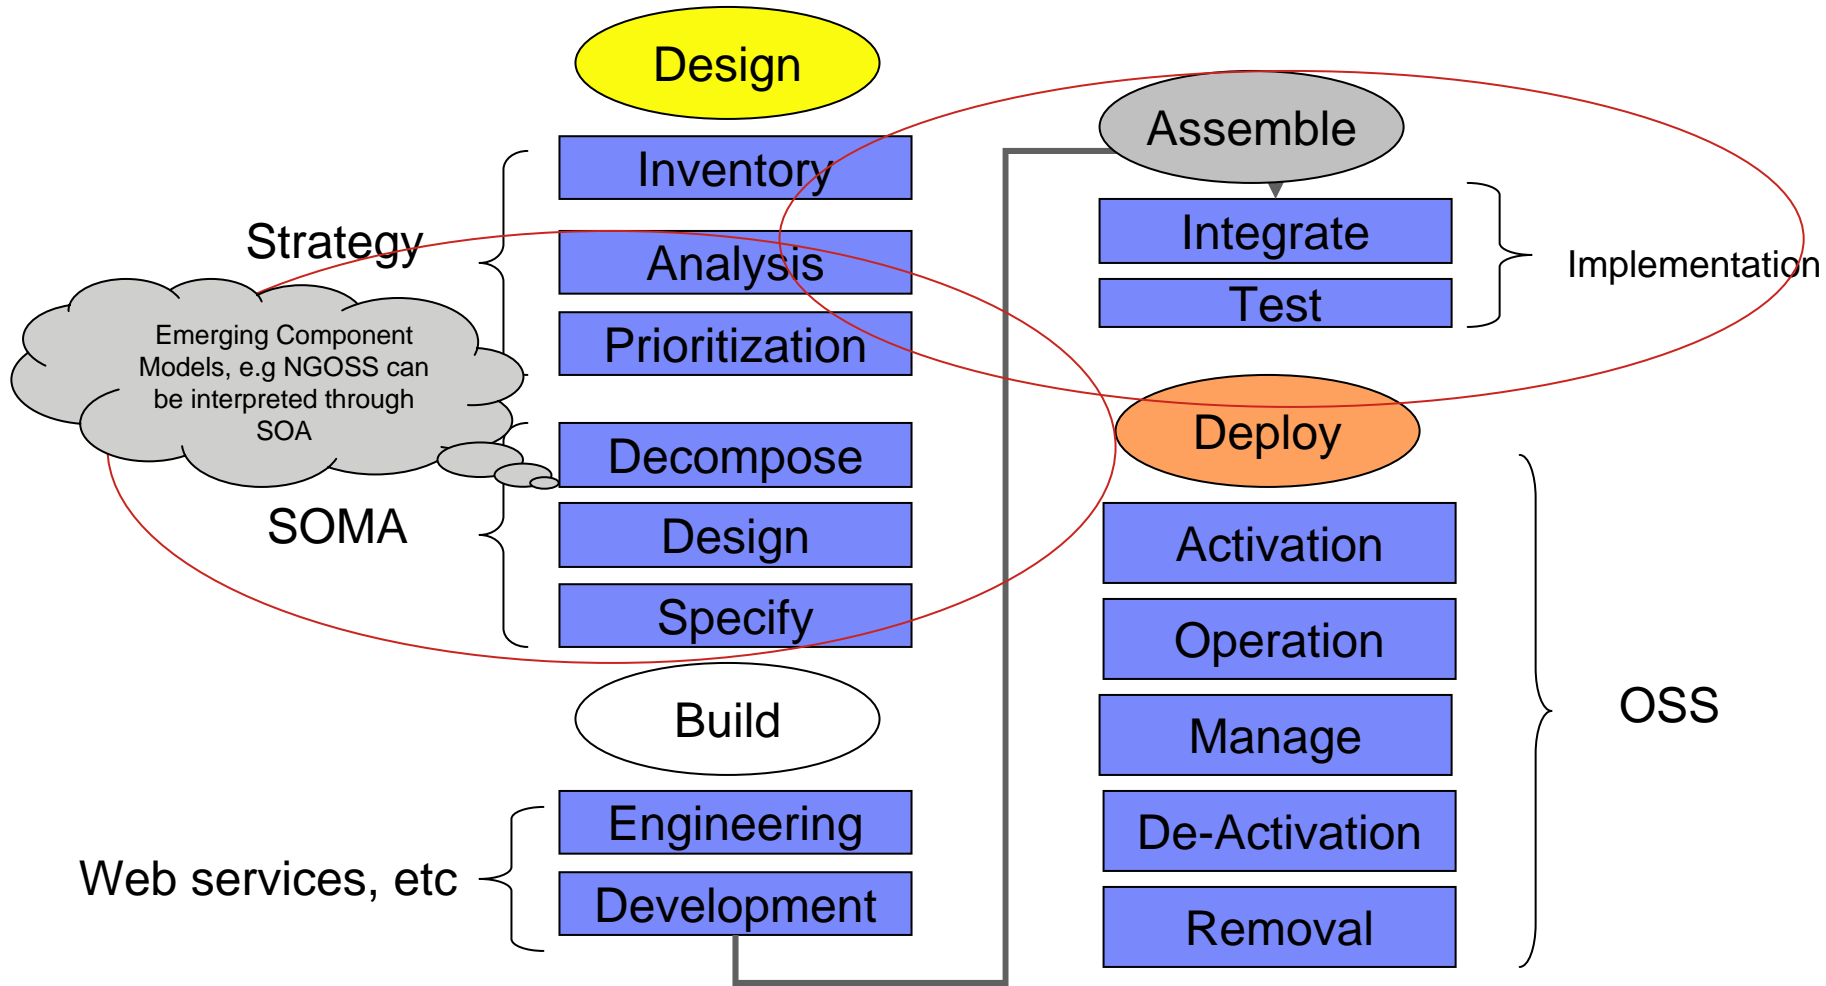 Design
Inventory
Strategy
Analysis
Prioritization
Emerging Component
Models, e.g NGOSS can
be interpreted through
SOA
Decompose
SOMA
Design
Specify
Build
Engineering
Web services, etc
Development
Assemble
Integrate
Implementation
Test
Deploy
Activation
Operation
OSS
Manage
De-Activation
Removal